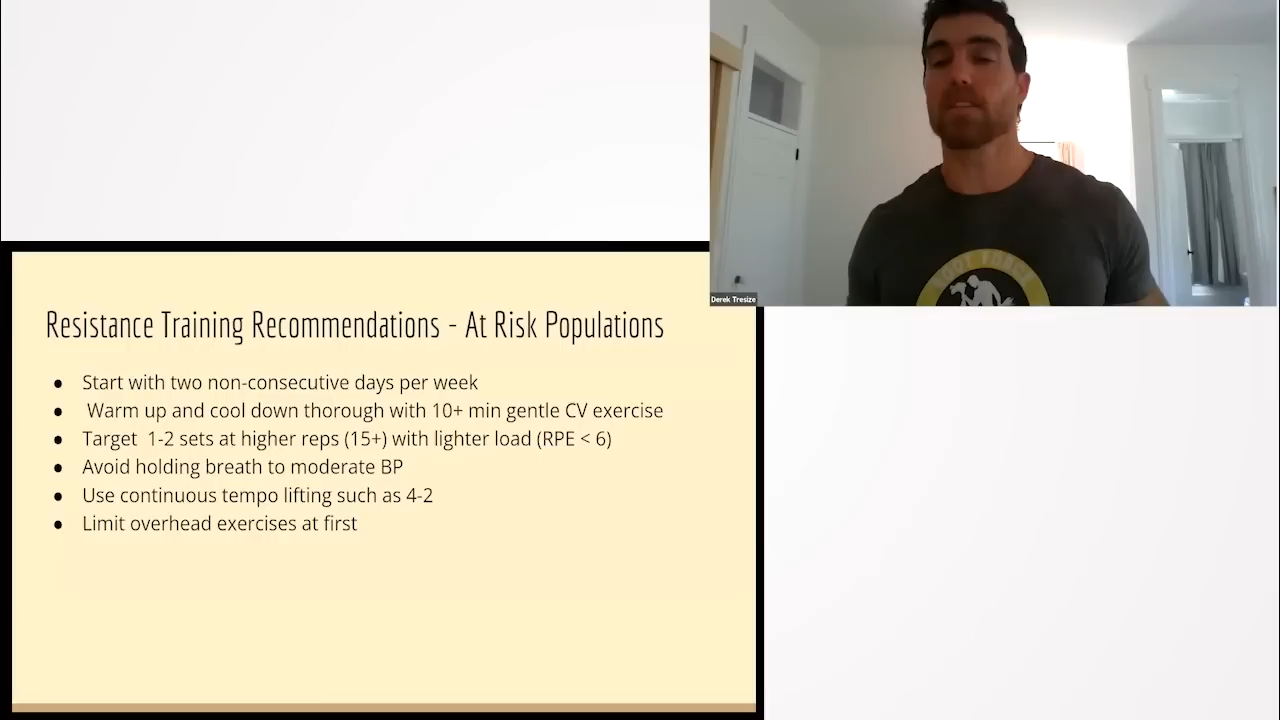 Derek Tresize
ROOT FORCE
Resistance Training Recommendations - At Risk Populations
● Start with two non-consecutive days per week
● Warm up and cool down thorough with 10+ min gentle CV exercise
● Target 1-2 sets at higher reps (15+) with lighter load (RPE < 6)
● Avoid holding breath to moderate BP
● Use continuous tempo lifting such as 4-2
● Limit overhead exercises at first